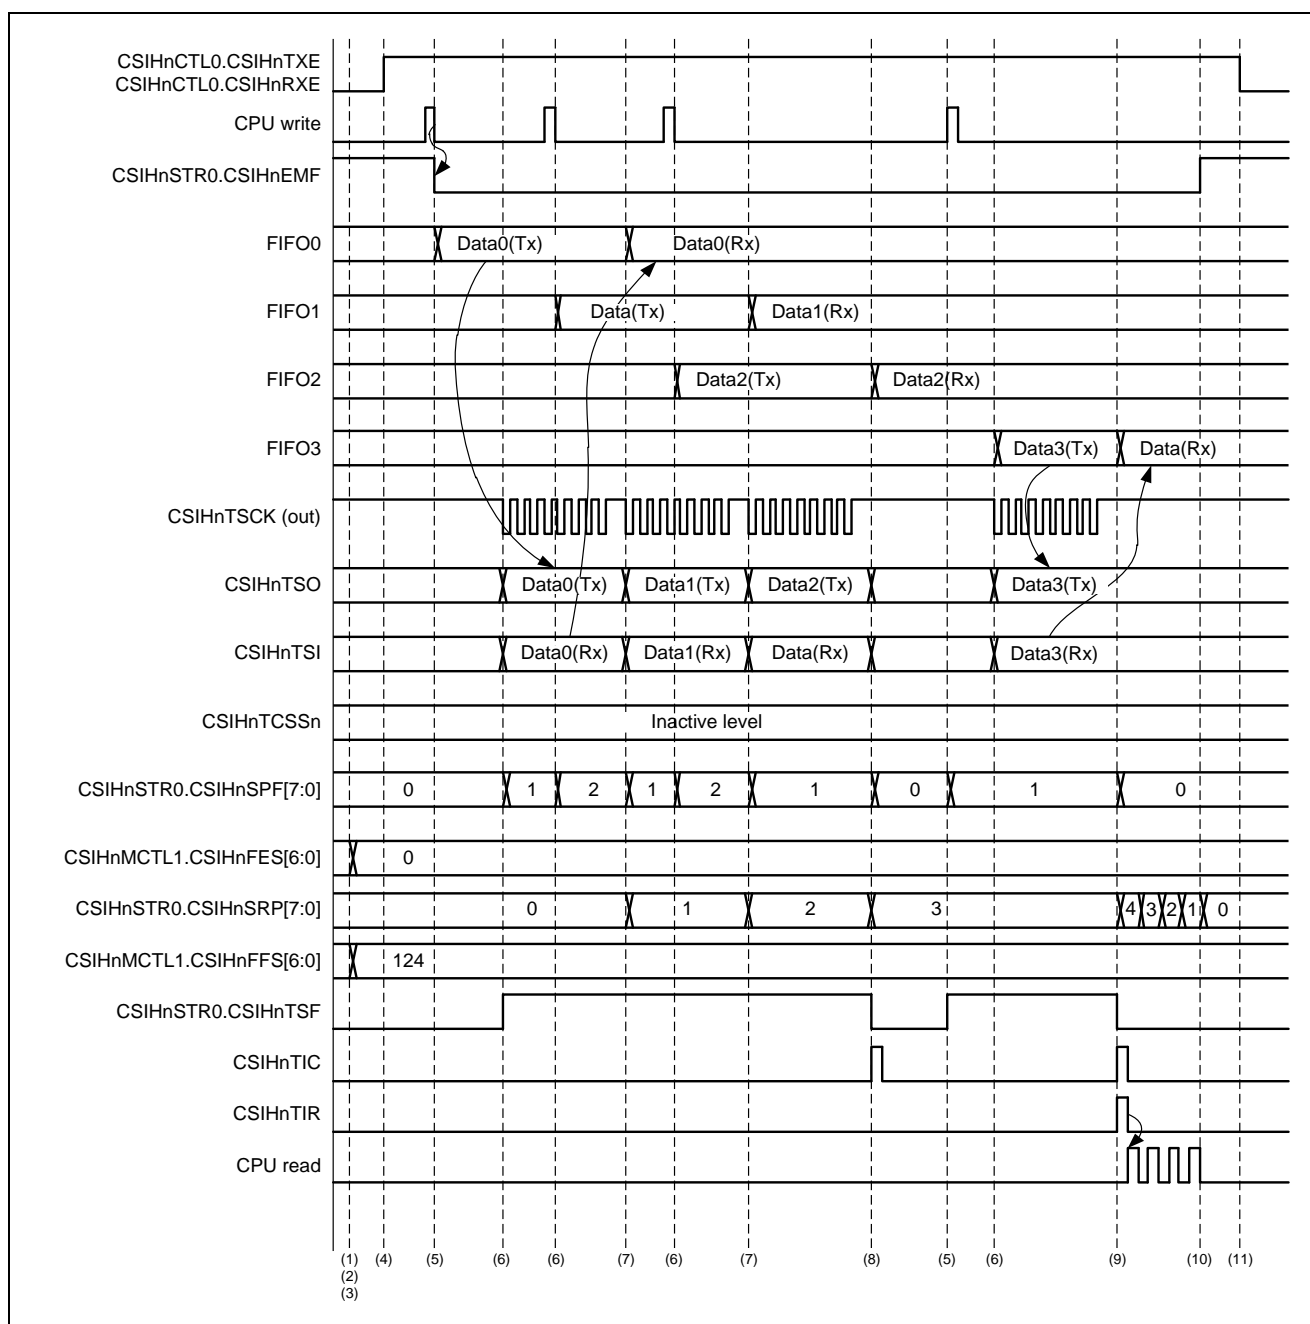 CSIHnCTL0.CSIHnTXE
CSIHnCTL0.CSIHnRXE
CPU write
CSIHnSTR0.CSIHnEMF
FIFO0 Data0(Tx) Data0(Rx)
FIFO1 Data(Tx) Data1(Rx)
FIFO2 Data2(Tx) Data2(Rx)
FIFO3 Data3(Tx) Data(Rx)
CSIHnTSCK (out)
CSIHnTSO Data0(Tx) Data1(Tx) Data2(Tx) Data3(Tx)
CSIHnTSI Data0(Rx) Data1(Rx) Data(Rx) Data3(Rx)
CSIHnTCSSn Inactive level
CSIHnSTR0.CSIHnSPF[7:0] 0 1 2 1 2 1 0 1 0
CSIHnMCTL1.CSIHnFES[6:0] 0
CSIHnSTR0.CSIHnSRP[7:0] 0 1 2 3 4 3 2 1 0
CSIHnMCTL1.CSIHnFFS[6:0] 124
CSIHnSTR0.CSIHnTSF
CSIHnTIC
CSIHnTIR
CPU read
(1) (4) (5) (6) (6) (7) (6) (7) (8) (5) (6) (9) (10) (11)
(2)
(3)